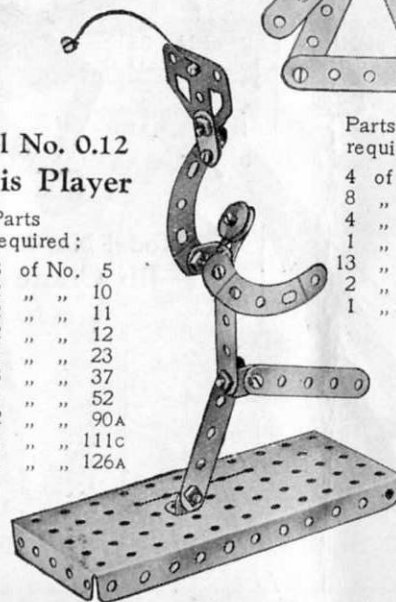 No. 0.12
is Player
Parts
required:
of No. 5
„ „ 10
„ „ 11
„ „ 12
„ „ 23
„ „ 37
„ „ 52
„ „ 90A
„ „ 111C
„ „ 126A
Parts
required
4 of
8 „
4 „
1 „
13 „
2 „
1 „